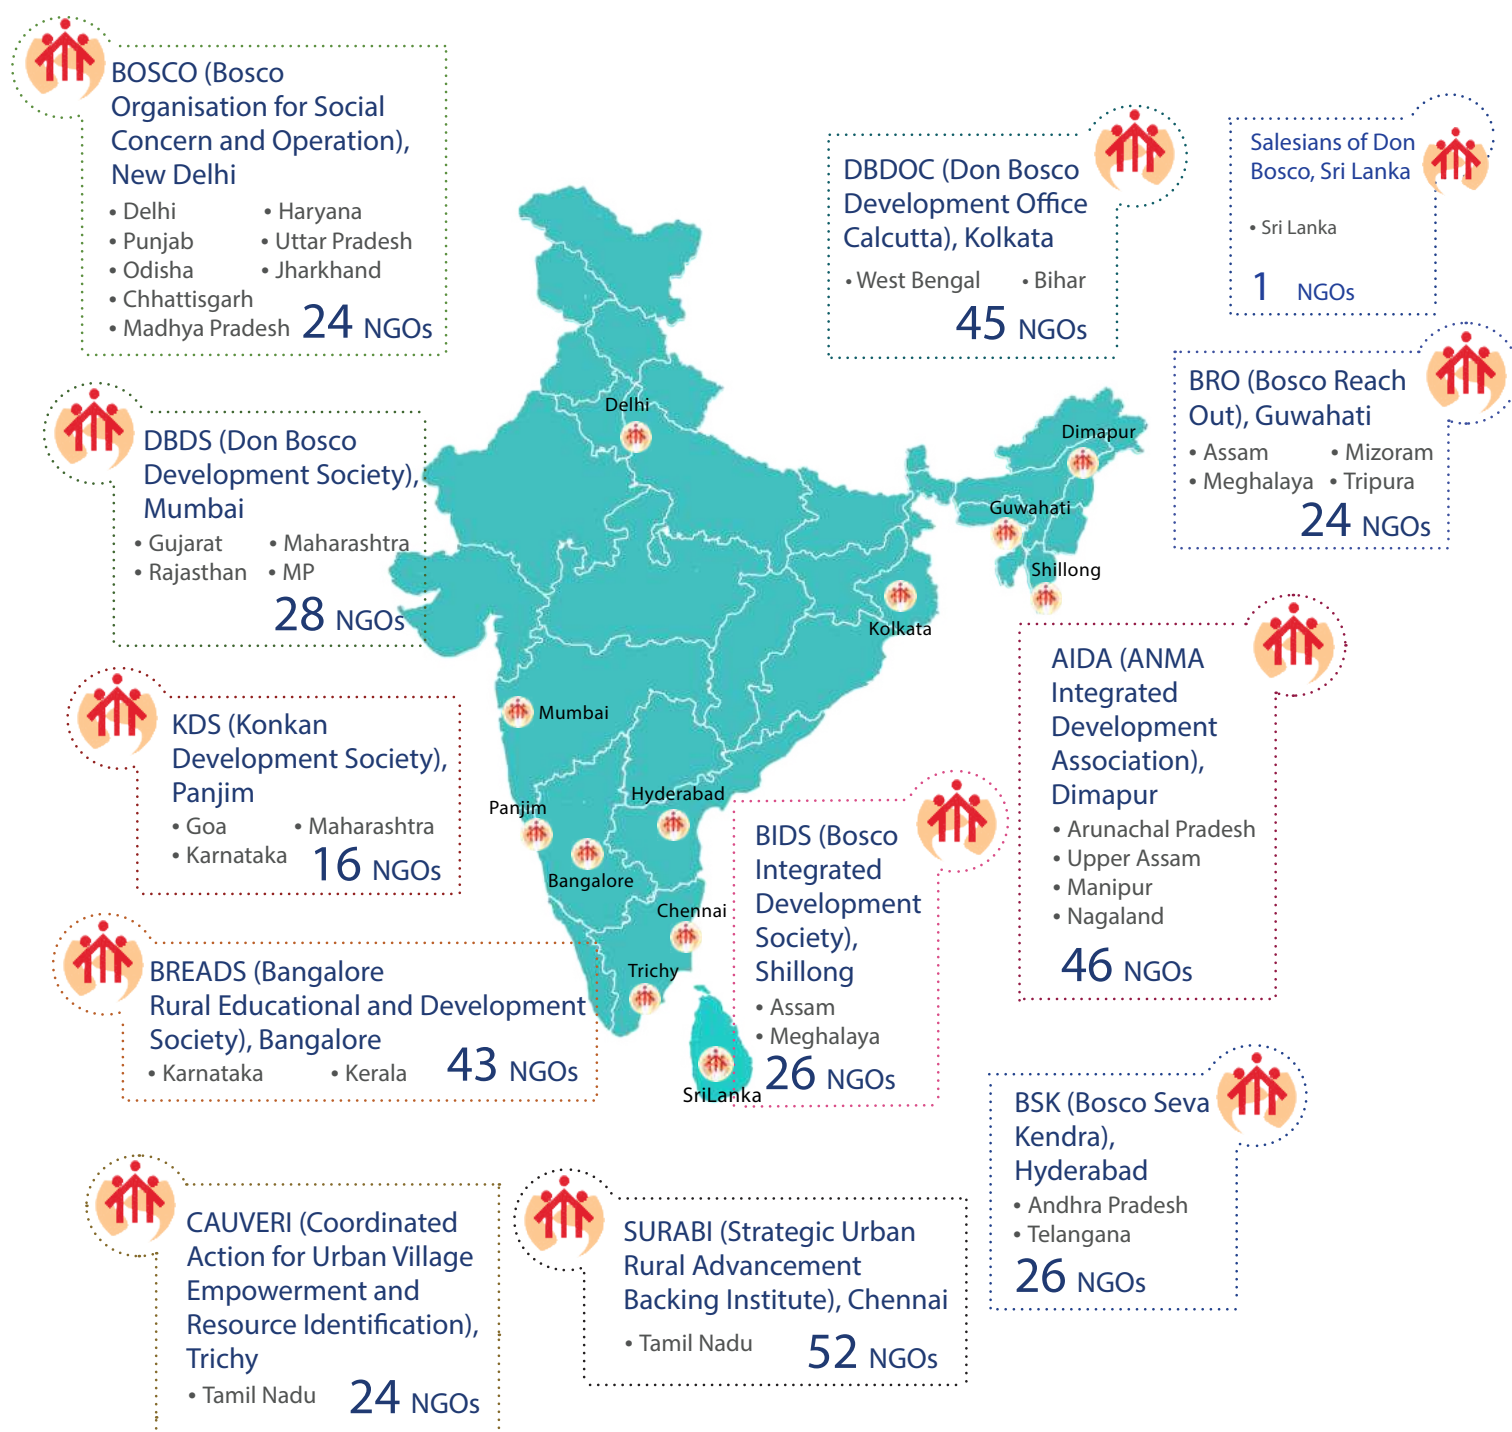 BOSCO (Bosco
Organisation for Social
Concern and Operation),
New Delhi
• Delhi • Haryana
• Punjab • Uttar Pradesh
• Odisha • Jharkhand
• Chhattisgarh
• Madhya Pradesh 24 NGOs
DBDOC (Don Bosco
Development Office
Calcutta), Kolkata
• West Bengal • Bihar
45 NGOs
Salesians of Don
Bosco, Sri Lanka
• Sri Lanka
1 NGOs
BRO (Bosco Reach
Out), Guwahati
• Assam • Mizoram
• Meghalaya • Tripura
24 NGOs
DBDS (Don Bosco
Development Society),
Mumbai
• Gujarat • Maharashtra
• Rajasthan • MP
28 NGOs
Delhi
Dimapur
Guwahati
Shillong
Kolkata
Mumbai
Panjim
Hyderabad
Bangalore
Chennai
Trichy
SriLanka
KDS (Konkan
Development Society),
Panjim
• Goa • Maharashtra
• Karnataka 16 NGOs
AIDA (ANMA
Integrated
Development
Association),
Dimapur
• Arunachal Pradesh
• Upper Assam
• Manipur
• Nagaland
46 NGOs
BIDS (Bosco
Integrated
Development
Society),
Shillong
• Assam
• Meghalaya
26 NGOs
BREADS (Bangalore
Rural Educational and Development
Society), Bangalore
• Karnataka • Kerala 43 NGOs
BSK (Bosco Seva
Kendra),
Hyderabad
• Andhra Pradesh
• Telangana
26 NGOs
CAUVERI (Coordinated
Action for Urban Village
Empowerment and
Resource Identification),
Trichy
• Tamil Nadu 24 NGOs
SURABI (Strategic Urban
Rural Advancement
Backing Institute), Chennai
• Tamil Nadu 52 NGOs